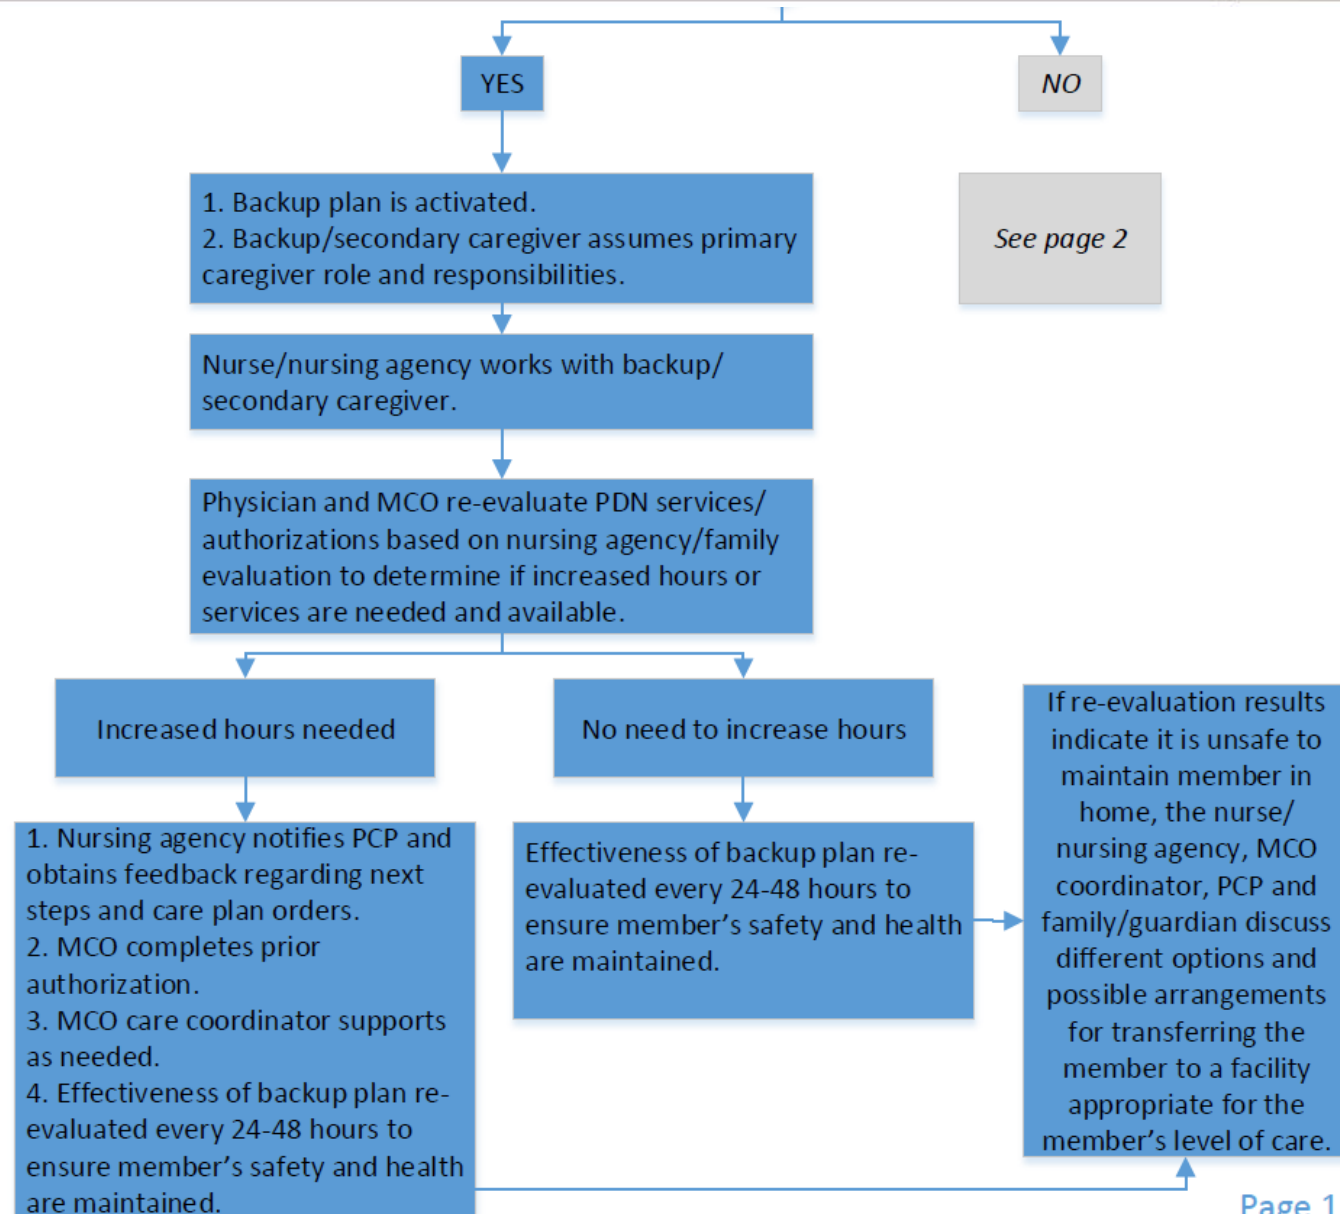 YES
NO
1. Backup plan is activated.
2. Backup/secondary caregiver assumes primary
caregiver role and responsibilities.
See page 2
Nurse/nursing agency works with backup/
secondary caregiver.
Physician and MCO re-evaluate PDN services/
authorizations based on nursing agency/family
evaluation to determine if increased hours or
services are needed and available.
Increased hours needed
No need to increase hours
1. Nursing agency notifies PCP and
obtains feedback regarding next
steps and care plan orders.
2. MCO completes prior
authorization.
3. MCO care coordinator supports
as needed.
4. Effectiveness of backup plan re-
evaluated every 24-48 hours to
ensure member's safety and health
are maintained.
Effectiveness of backup plan re-
evaluated every 24-48 hours to
ensure member's safety and health
are maintained.
If re-evaluation results
indicate it is unsafe to
maintain member in
home, the nurse/
nursing agency, MCO
coordinator, PCP and
family/guardian discuss
different options and
possible arrangements
for transferring the
member to a facility
appropriate for the
member's level of care.
Page 1